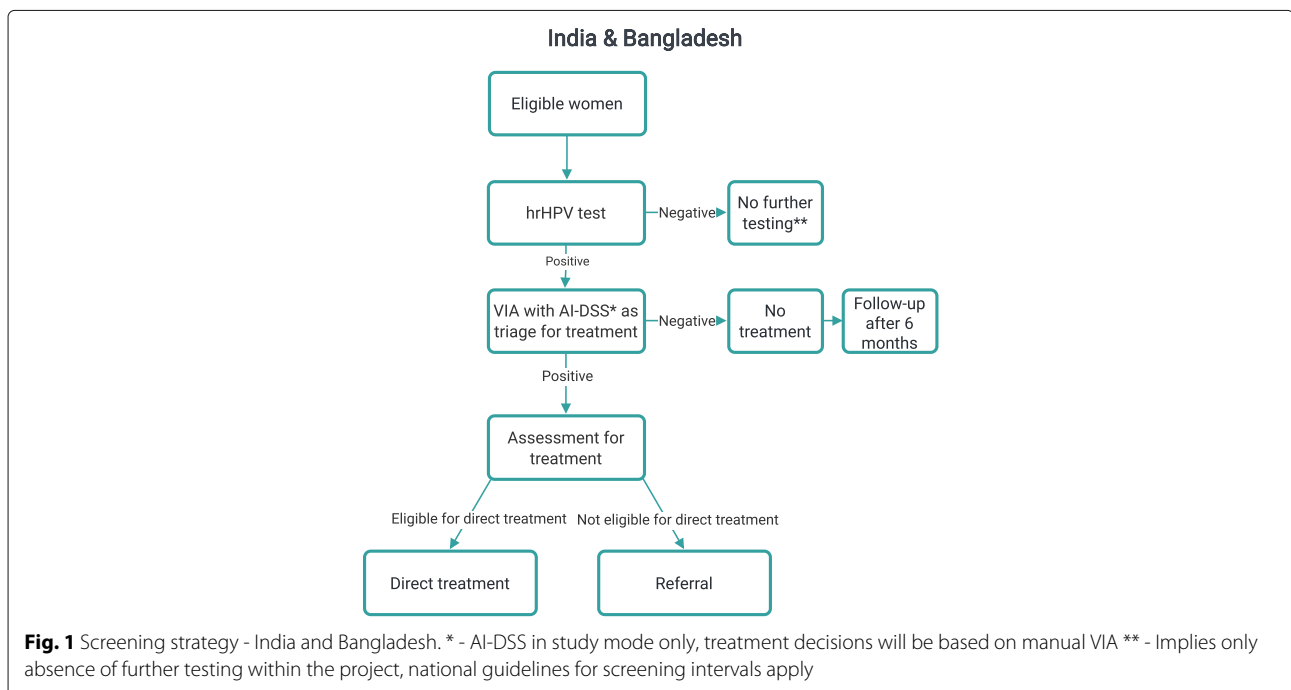 India & Bangladesh
Eligible women
hrHPV test
Negative
No further
testing**
Positive
VIA with AI-DSS* as
triage for treatment
Negative
No
treatment
Follow-up
after 6
months
Positive
Assessment for
treatment
Eligible for direct treatment
Not eligible for direct treatment
Direct treatment
Referral
Fig. 1 Screening strategy - India and Bangladesh. * - AI-DSS in study mode only, treatment decisions will be based on manual VIA ** - Implies only
absence of further testing within the project, national guidelines for screening intervals apply